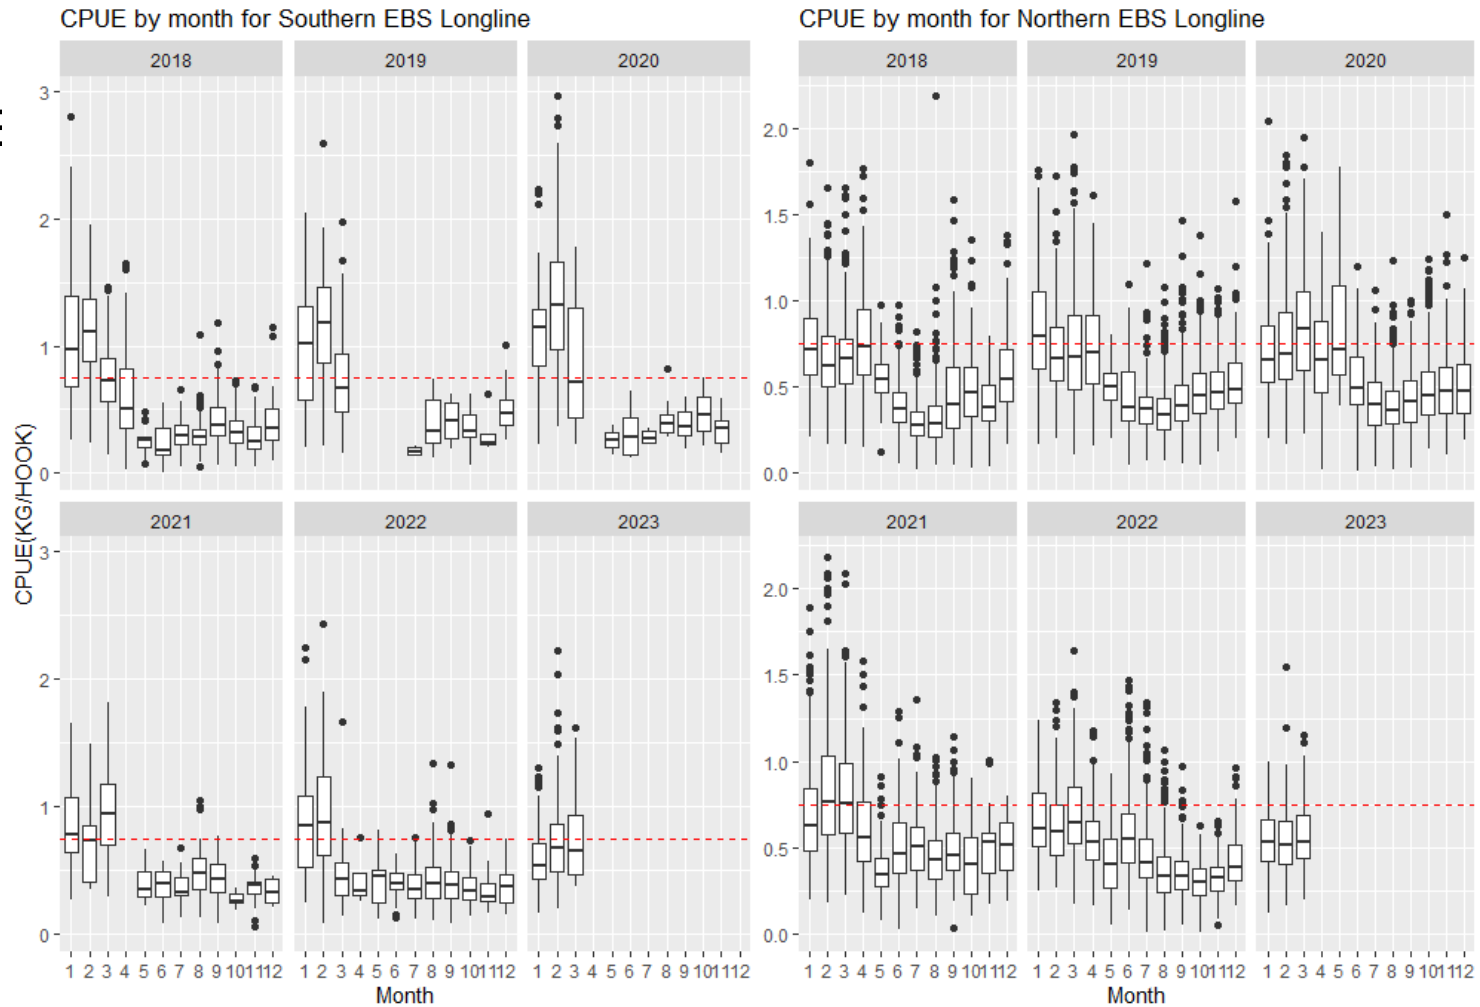 CPUE by month for Southern EBS Longline
CPUE by month for Northern EBS Longline
2018 2019 2020
2018 2019 2020
3
2
1
0
2.0
1.5
1.0
0.5
0.0
CPUE(KG/HOOK)
2021 2022 2023
2021 2022 2023
3
2
1
0
2.0
1.5
1.0
0.5
0.0
1 2 3 4 5 6 7 8 9 101112
1 2 3 4 5 6 7 8 9 101112
1 2 3 4 5 6 7 8 9 101112
1 2 3 4 5 6 7 8 9 101112
1 2 3 4 5 6 7 8 9 101112
1 2 3 4 5 6 7 8 9 101112
Month
Month